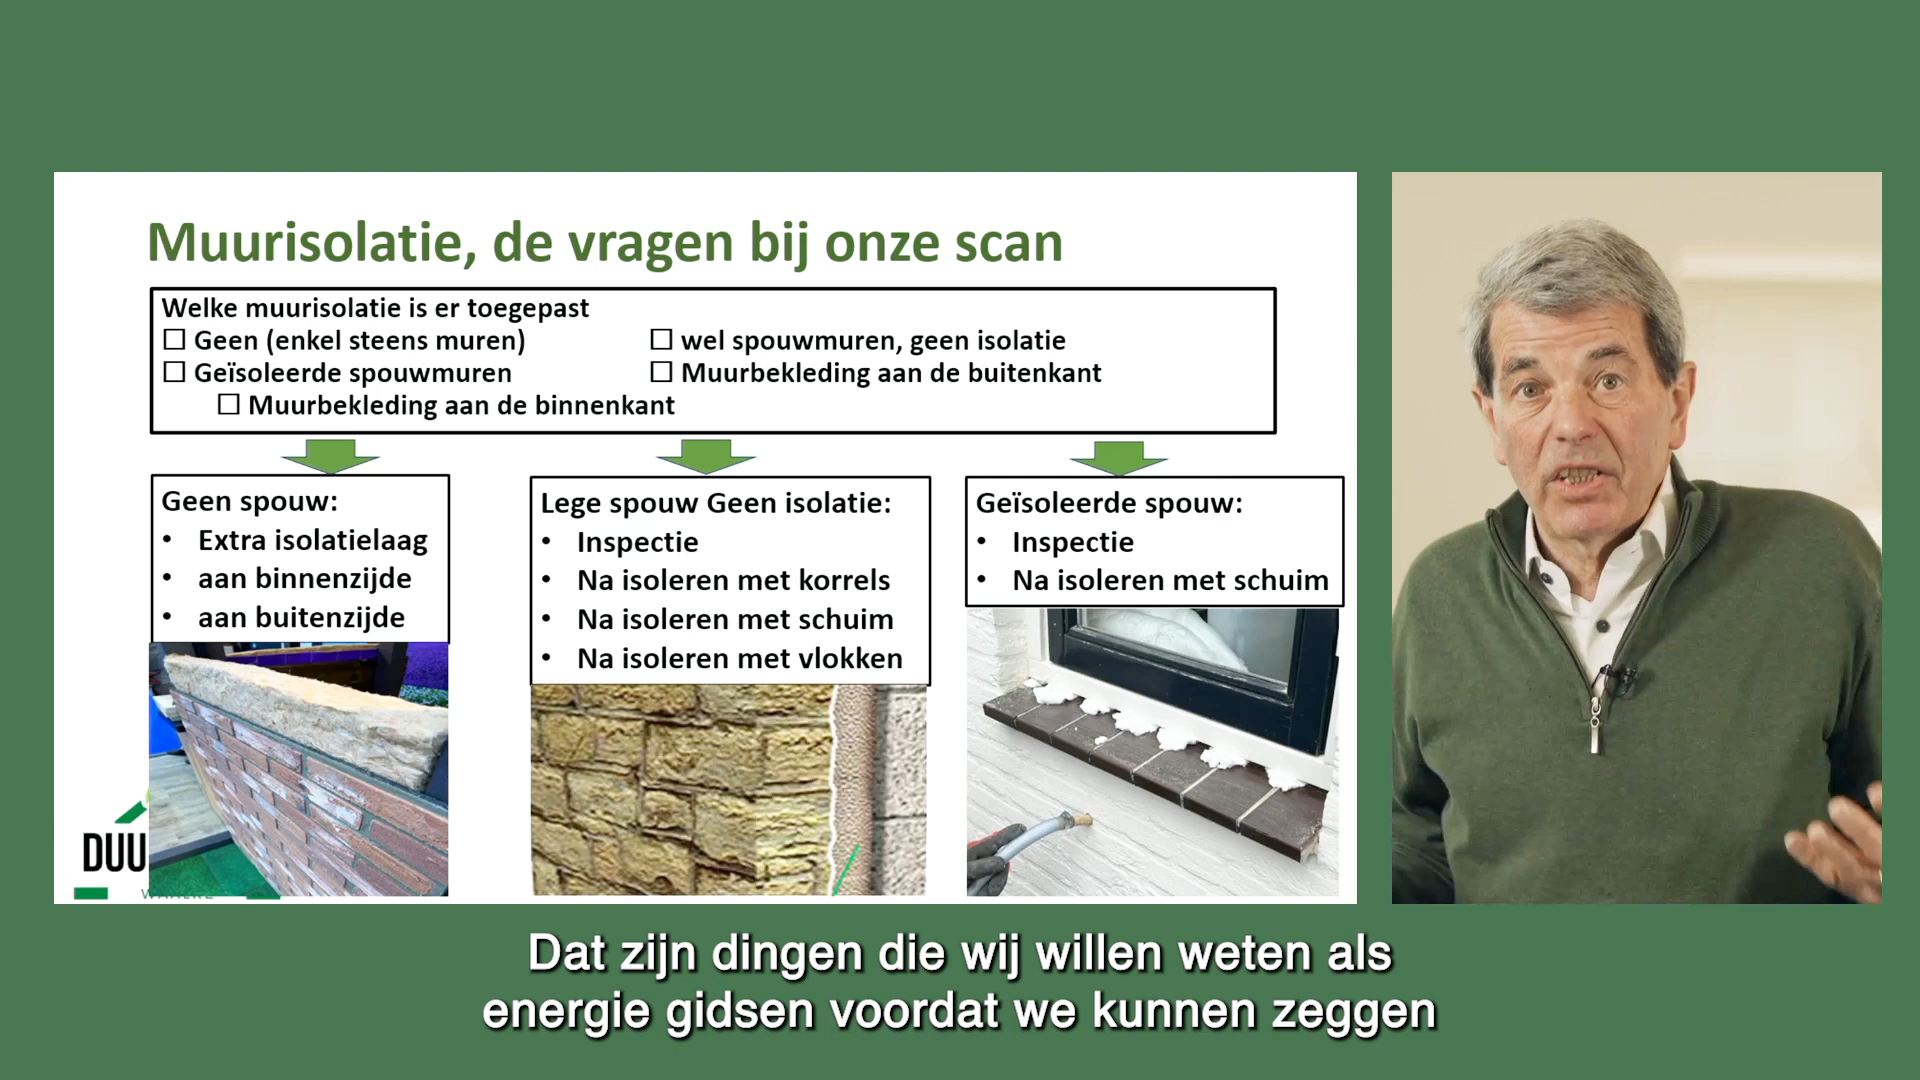 Muurisolatie, de vragen bij onze scan
Welke muurisolatie is er toegepast
☐ Geen (enkel steens muren) ☐ wel spouwmuren, geen isolatie
☐ Geïsoleerde spouwmuren ☐ Muurbekleding aan de buitenkant
☐ Muurbekleding aan de binnenkant
Geen spouw:
• Extra isolatielaag
• aan binnenzijde
• aan buitenzijde
Lege spouw Geen isolatie:
• Inspectie
• Na isoleren met korrels
• Na isoleren met schuim
• Na isoleren met vlokken
Geïsoleerde spouw:
• Inspectie
• Na isoleren met schuim
DUU
Dat zijn dingen die wij willen weten als
energie gidsen voordat we kunnen zeggen